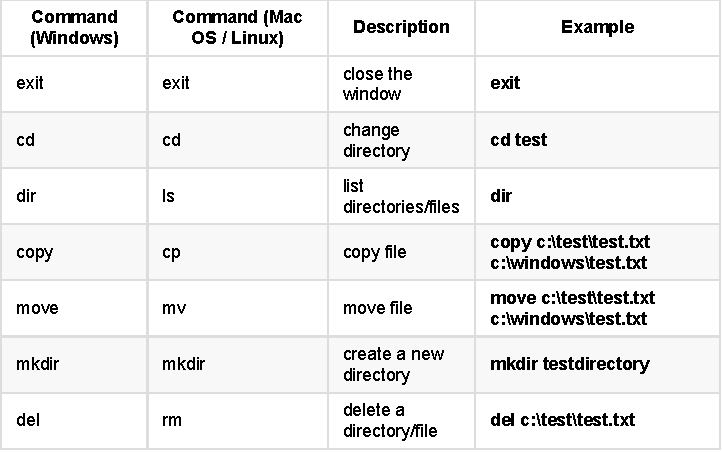 Command (Windows) Command (Mac OS / Linux) Description Example
exit exit close the window exit
cd cd change directory cd test
dir ls list directories/files dir
copy cp copy file copy c:\test\test.txt c:\windows\test.txt
move mv move file move c:\test\test.txt c:\windows\test.txt
mkdir mkdir create a new directory mkdir testdirectory
del rm delete a directory/file del c:\test\test.txt